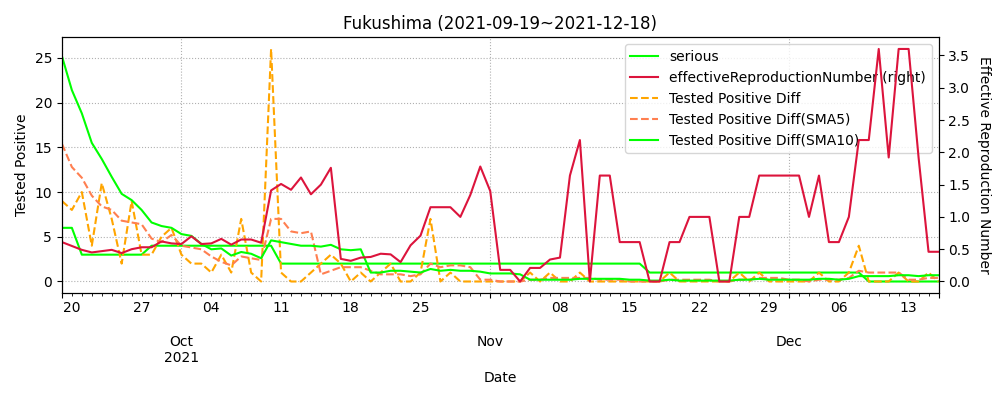 Fukushima (2021-09-19~2021-12-18)
serious
effectiveReproductionNumber (right)
Tested Positive Diff
Tested Positive Diff(SMA5)
Tested Positive Diff(SMA10)
Tested Positive
25
20
15
10
5
0
Effective Reproduction Number
3.5
3.0
2.5
2.0
1.5
1.0
0.5
0.0
20 27 04 11 18 25 08 15 22 29 06 13
Oct Nov Dec
2021
Date